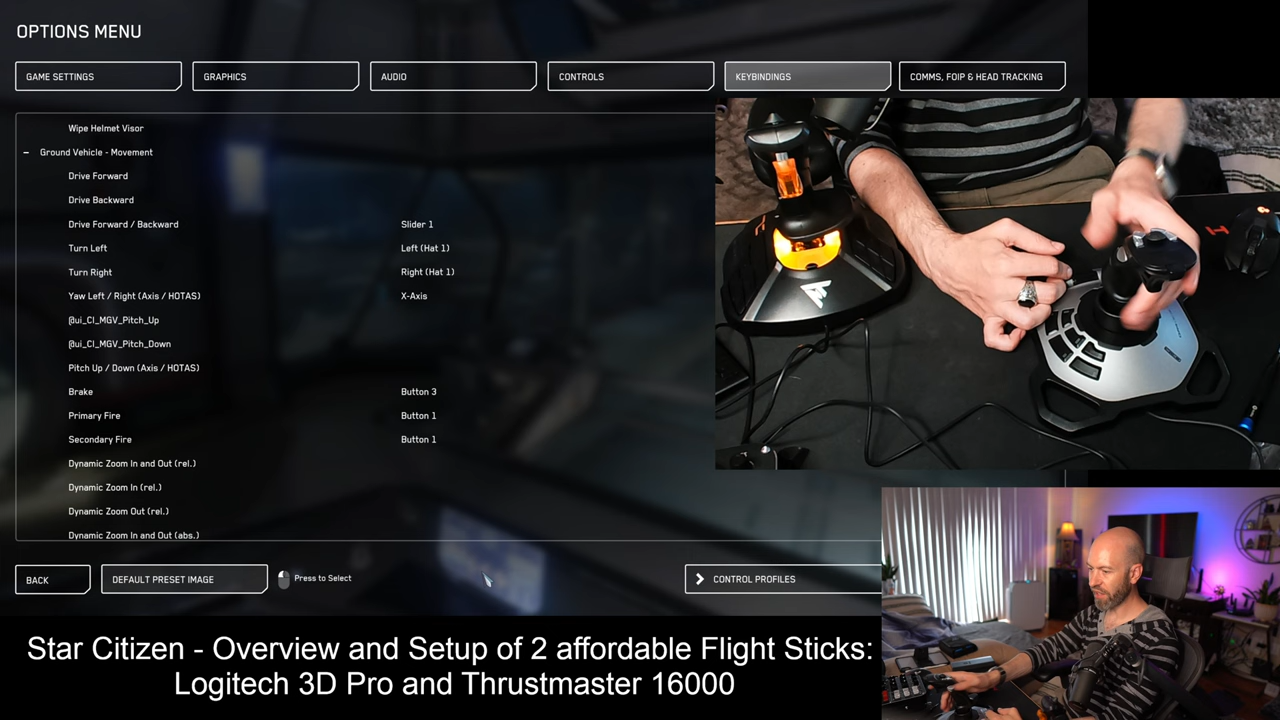 OPTIONS MENU
GAME SETTINGS
GRAPHICS
AUDIO
CONTROLS
KEYBINDINGS
COMMS, FOIP & HEAD TRACKING
Wipe Helmet Visor
− Ground Vehicle - Movement
Drive Forward
Drive Backward
Drive Forward / Backward Slider 1
Turn Left Left (Hat 1)
Turn Right Right (Hat 1)
Yaw Left / Right (Axis / HOTAS) X-Axis
@ui_CI_MGV_Pitch_Up
@ui_CI_MGV_Pitch_Down
Pitch Up / Down (Axis / HOTAS)
Brake Button 3
Primary Fire Button 1
Secondary Fire Button 1
Dynamic Zoom In and Out (rel.)
Dynamic Zoom In (rel.)
Dynamic Zoom Out (rel.)
Dynamic Zoom In and Out (abs.)
BACK
DEFAULT PRESET IMAGE
Press to Select
CONTROL PROFILES
Star Citizen - Overview and Setup of 2 affordable Flight Sticks:
Logitech 3D Pro and Thrustmaster 16000